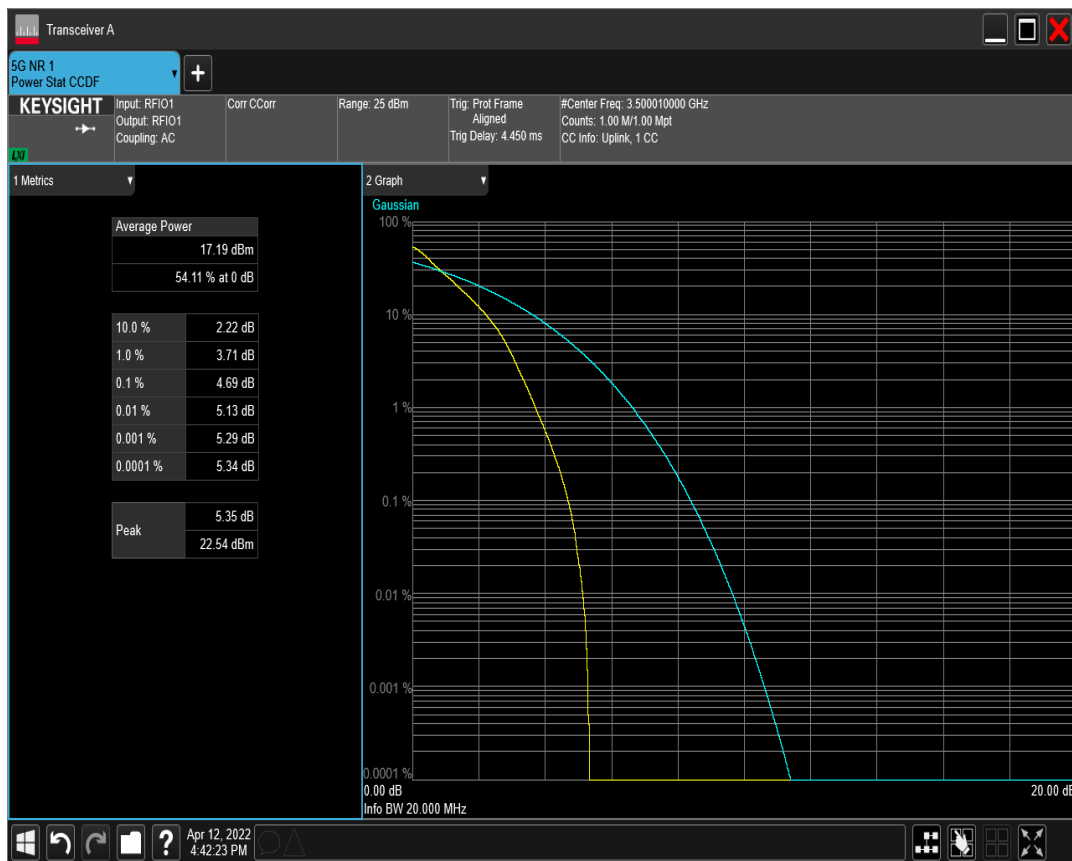 Transceiver A
5G NR 1
Power Stat CCDF
+
KEYSIGHT
LXI
Input: RFIO1
Output: RFIO1
Coupling: AC
Corr CCorr
Range: 25 dBm
Trig: Prot Frame
Aligned
Trig Delay: 4.450 ms
#Center Freq: 3.500010000 GHz
Counts: 1.00 M/1.00 Mpt
CC Info: Uplink, 1 CC
1 Metrics
Average Power
17.19 dBm
54.11 % at 0 dB
10.0 % 2.22 dB
1.0 % 3.71 dB
0.1 % 4.69 dB
0.01 % 5.13 dB
0.001 % 5.29 dB
0.0001 % 5.34 dB
Peak
5.35 dB
22.54 dBm
2 Graph
Gaussian
100 %
10 %
1 %
0.1 %
0.01 %
0.001 %
0.0001 %
0.00 dB 20.00 dB
Info BW 20.000 MHz
?
Apr 12, 2022
4:42:23 PM